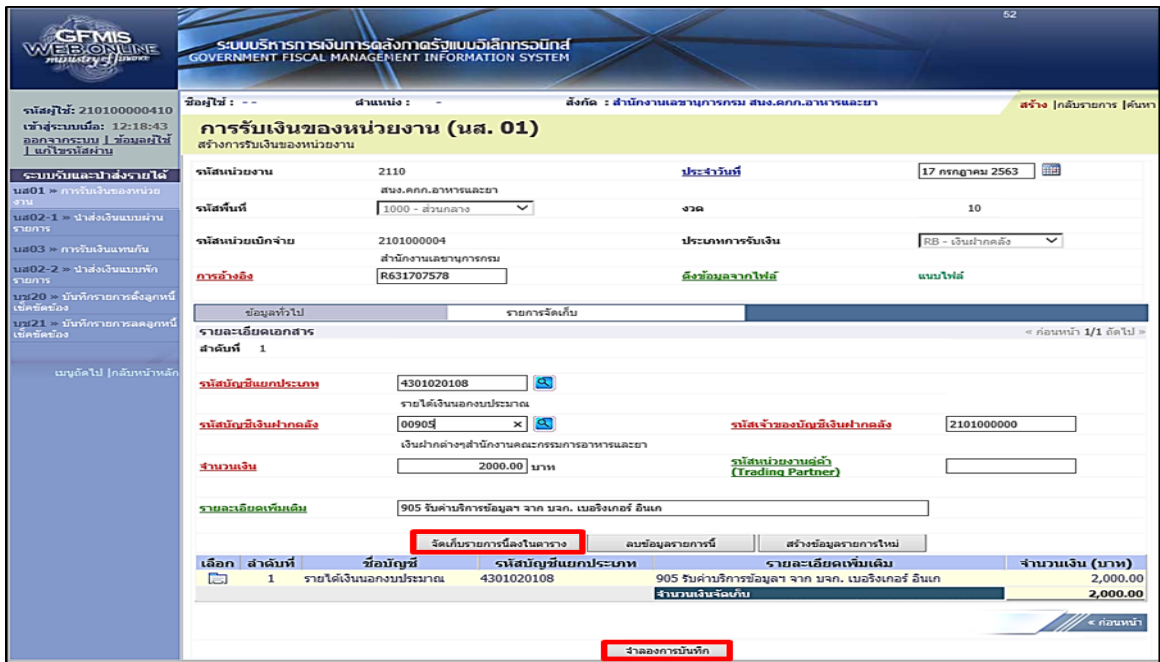 52
GFMIS
WEB ONLINE
ministry of finance
ระบบบริหารการเงินการคลังภาครัฐแบบอิเล็กทรอนิกส์
GOVERNMENT FISCAL MANAGEMENT INFORMATION SYSTEM
รหัสผู้ใช้: 210100000410
เข้าสู่ระบบเมื่อ: 12:18:43
ออกจากระบบ | ข้อมูลผู้ใช้
| แก้ไขรหัสผ่าน
ชื่อผู้ใช้ : - - ตำแหน่ง : - สังกัด : สำนักงานเลขานุการกรม สนง.คกก.อาหารและยา
สร้าง |กลับรายการ |ค้นหา
การรับเงินของหน่วยงาน (นส. 01)
สร้างการรับเงินของหน่วยงาน
ระบบรับและนำส่งรายได้
นส01 » การรับเงินของหน่วย
งาน
นส02-1 » นำส่งเงินแบบผ่าน
รายการ
นส03 » การรับเงินแทนกัน
นส02-2 » นำส่งเงินแบบพัก
รายการ
บช20 » บันทึกรายการตั้งลูกหนี้
เช็คขัดข้อง
บช21 » บันทึกรายการลดลูกหนี้
เช็คขัดข้อง
เมนูถัดไป |กลับหน้าหลัก
รหัสหน่วยงาน 2110 ประจำวันที่ 17 กรกฎาคม 2563
สนง.คกก.อาหารและยา
รหัสพื้นที่ 1000 - ส่วนกลาง งวด 10
รหัสหน่วยเบิกจ่าย 2101000004 ประเภทการรับเงิน RB - เงินฝากคลัง
สำนักงานเลขานุการกรม
การอ้างอิง R631707578 ดึงข้อมูลจากไฟล์ แนบไฟล์
ข้อมูลทั่วไป รายการจัดเก็บ
รายละเอียดเอกสาร « ก่อนหน้า 1/1 ถัดไป »
ลำดับที่ 1
รหัสบัญชีแยกประเภท 4301020108
รายได้เงินนอกงบประมาณ
รหัสบัญชีเงินฝากคลัง 00905 × รหัสเจ้าของบัญชีเงินฝากคลัง 2101000000
เงินฝากต่างๆสำนักงานคณะกรรมการอาหารและยา
จำนวนเงิน 2000.00 บาท รหัสหน่วยงานคู่ค้า
(Trading Partner)
รายละเอียดเพิ่มเติม 905 รับค่าบริการข้อมูลฯ จาก บจก. เบอริงเกอร์ อินเก
จัดเก็บรายการนี้ลงในตาราง ลบข้อมูลรายการนี้ สร้างข้อมูลรายการใหม่
เลือก ลำดับที่ ชื่อบัญชี รหัสบัญชีแยกประเภท รายละเอียดเพิ่มเติม จำนวนเงิน (บาท)
1 รายได้เงินนอกงบประมาณ 4301020108 905 รับค่าบริการข้อมูลฯ จาก บจก. เบอริงเกอร์ อินเก 2,000.00
จำนวนเงินจัดเก็บ 2,000.00
« ก่อนหน้า
จำลองการบันทึก